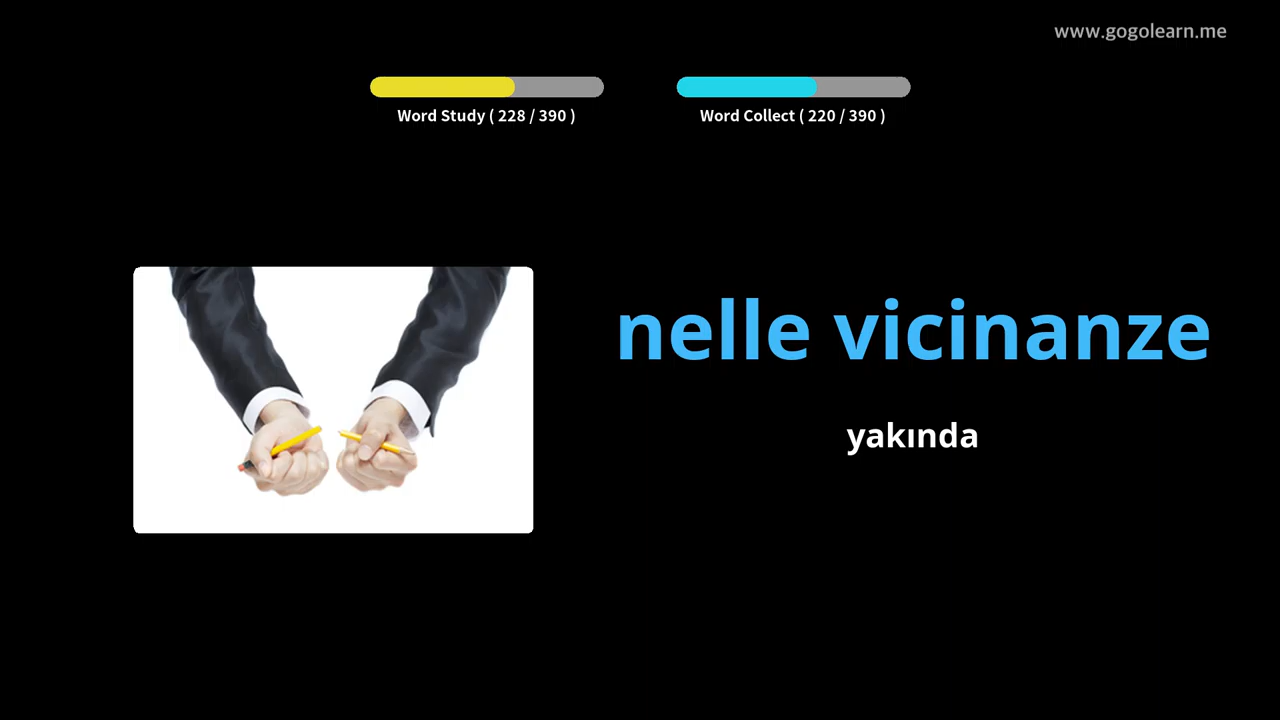 www.gogolearn.me
Word Study ( 228 / 390 )
Word Collect ( 220 / 390 )
nelle vicinanze
yakında